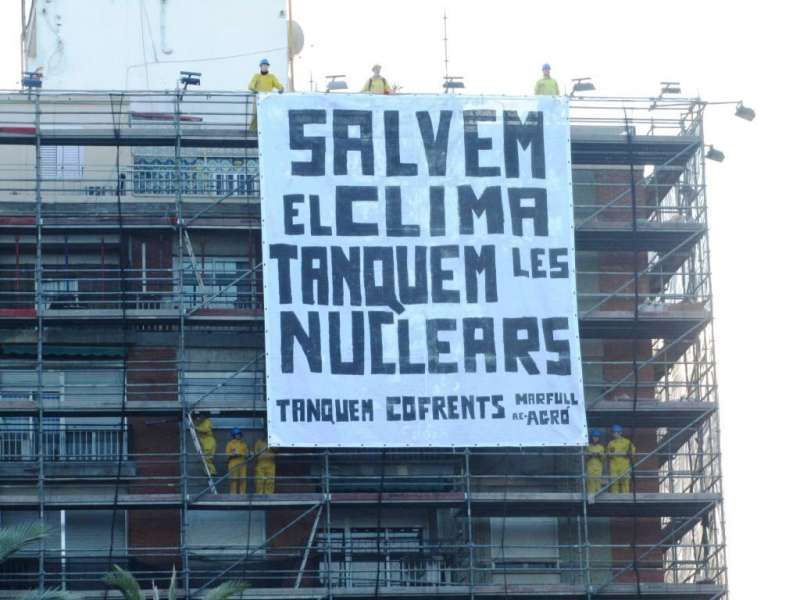 SALVEM
EL CLIMA
TANQUEM LES
NUCLEARS
TANQUEM COFRENTS MARFULL
AE-AGRÓ